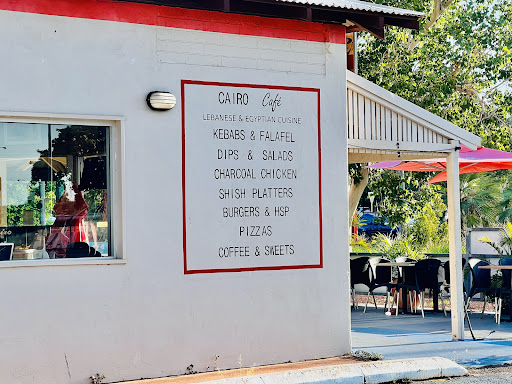 CAIRO Café
LEBANESE & EGYPTIAN CUISINE
KEBABS & FALAFEL
DIPS & SALADS
CHARCOAL CHICKEN
SHISH PLATTERS
BURGERS & HSP
PIZZAS
COFFEE & SWEETS